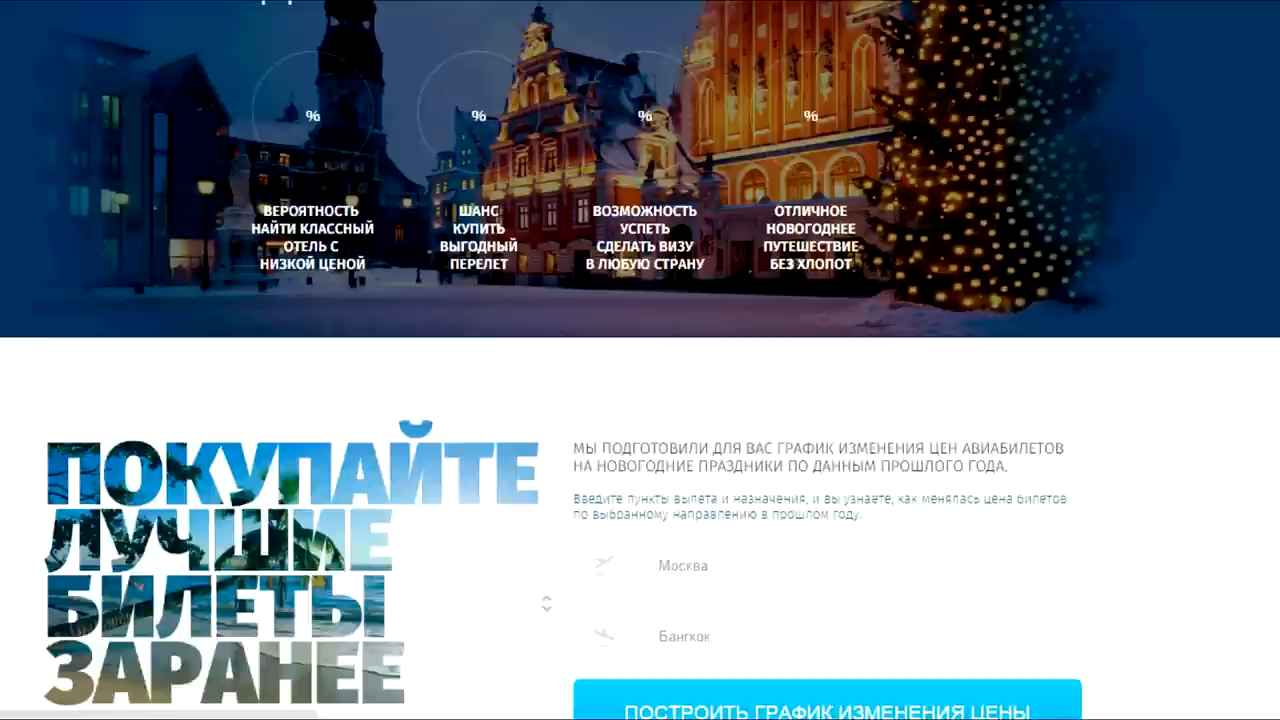 %
%
%
%
ВЕРОЯТНОСТЬ
НАЙТИ КЛАССНЫЙ
ОТЕЛЬ С
НИЗКОЙ ЦЕНОЙ
ШАНС
КУПИТЬ
ВЫГОДНЫЙ
ПЕРЕЛЕТ
ВОЗМОЖНОСТЬ
УСПЕТЬ
СДЕЛАТЬ ВИЗУ
В ЛЮБУЮ СТРАНУ
ОТЛИЧНОЕ
НОВОГОДНЕЕ
ПУТЕШЕСТВИЕ
БЕЗ ХЛОПОТ
ПОКУПАЙТЕ
ЛУЧШИЕ
БИЛЕТЫ
ЗАРАНЕЕ
МЫ ПОДГОТОВИЛИ ДЛЯ ВАС ГРАФИК ИЗМЕНЕНИЯ ЦЕН АВИАБИЛЕТОВ
НА НОВОГОДНИЕ ПРАЗДНИКИ ПО ДАННЫМ ПРОШЛОГО ГОДА.
Введите пункты вылета и назначения, и вы узнаете, как менялась цена билетов
по выбранному направлению в прошлом году.
Москва
Бангкок
ПОСТРОИТЬ ГРАФИК ИЗМЕНЕНИЯ ЦЕНЫ